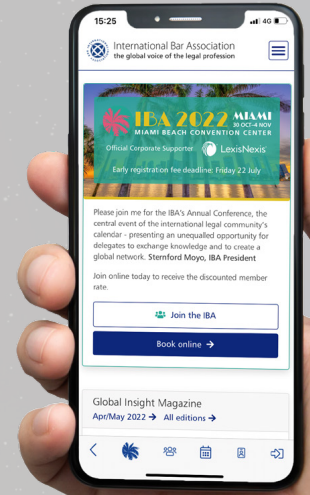 15:25
4G
International Bar Association
the global voice of the legal profession
IBA 2022 MIAMI
30 OCT-4 NOV
MIAMI BEACH CONVENTION CENTER
Official Corporate Supporter LexisNexis
Early registration fee deadline: Friday 22 July
Please join me for the IBA's Annual Conference, the
central event of the international legal community's
calendar - presenting an unequalled opportunity for
delegates to exchange knowledge and to create a
global network. Sternford Moyo, IBA President
Join online today to receive the discounted member
rate.
Join the IBA
Book online →
Global Insight Magazine
Apr/May 2022 → All editions →